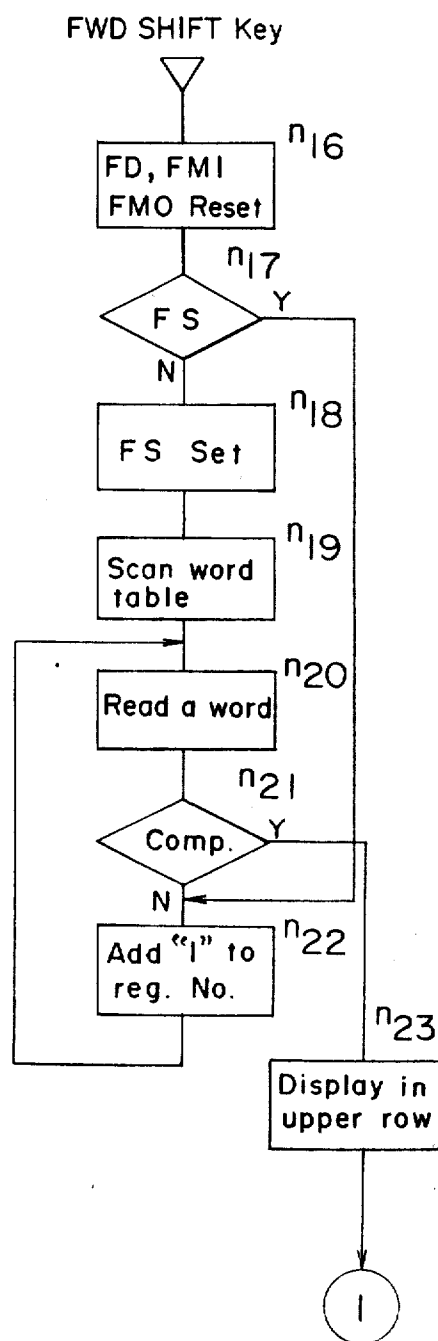 FWD SHIFT Key
n16
FD, FMI
FMO Reset
n17
FS
Y
N
n18
FS Set
n19
Scan word
table
n20
Read a word
n21
Comp.
Y
N
n22
Add "1" to
reg. No.
n23
Display in
upper row
1